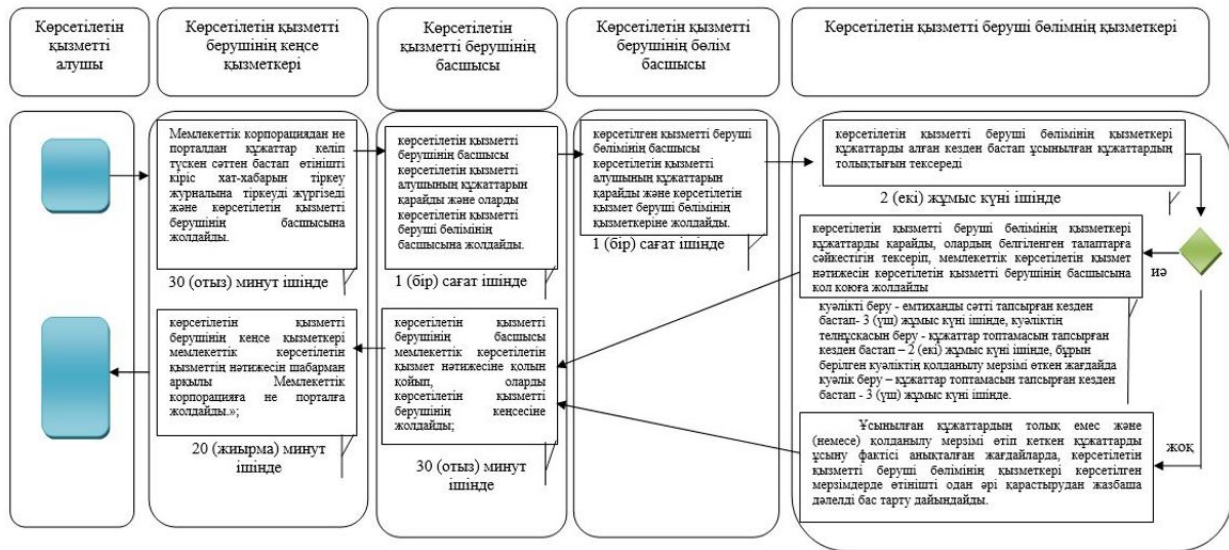 Көрсетілетін
қызметті
алушы
Көрсетілетін қызметті
берушінің кеңсе
қызметкері
Көрсетілетін
қызметті берушінің
басшысы
Көрсетілетін қызметті
берушінің бөлім
басшысы
Көрсетілетін қызметті беруші бөлімнің қызметкері
Мемлекеттік корпорациядан не
порталдан құжаттар келіп
түскен сәттен бастап өтінішті
кіріс хат-хабарын тіркеу
журналына тіркеуді жүргізеді
және көрсетілетін қызметті
берушінің басшысына
жолдайды.
30 (отыз) минут ішінде
көрсетілетін қызметті
берушінің басшысы
көрсетілетін қызметті
алушының құжаттарын
қарайды және оларды
көрсетілетін қызметті
беруші бөлімінің
басшысына жолдайды.
1 (бір) сағат ішінде
көрсетілген қызметті беруші
бөлімінің басшысы
көрсетілетін қызметті
алушының құжаттарын
қарайды және көрсетілетін
қызмет беруші бөлімінің
қызметкеріне жолдайды.
1 (бір) сағат ішінде
көрсетілетін қызметті беруші бөлімінің қызметкері
құжаттарды алған кезден бастап ұсынылған құжаттардың
толықтығын тексереді
2 (екі) жұмыс күні ішінде
көрсетілетін қызметті беруші бөлімінің қызметкері
құжаттарды қарайды, олардың белгіленген талаптарға
сәйкестігін тексеріп, мемлекеттік көрсетілетін қызмет
нәтижесін көрсетілетін қызметті берушінің басшысына
қол қоюға жолдайды
иә
куәлікті беру - емтиханды сәтті тапсырған кезден
бастап- 3 (үш) жұмыс күні ішінде, куәліктің
телнұсқасын беру - құжаттар топтамасын тапсырған
кезден бастап – 2 (екі) жұмыс күні ішінде, бұрын
берілген куәліктің қолданылу мерзімі өткен жағдайда
куәлік беру – құжаттар топтамасын тапсырған кезден
бастап - 3 (үш) жұмыс күні ішінде.
көрсетілетін қызметті
берушінің кеңсе қызметкері
мемлекеттік көрсетілетін
қызметтің нәтижесін шабарман
арқылы Мемлекеттік
корпорацияға не порталға
жолдайды.»;
20 (жиырма) минут
ішінде
көрсетілетін қызметті
берушінің басшысы
мемлекеттік көрсетілетін
қызмет нәтижесіне қолын
қойып, оларды
көрсетілетін қызметті
берушінің кеңсесіне
жолдайды;
30 (отыз) минут
ішінде
Ұсынылған құжаттардың толық емес және
(немесе) қолданылу мерзімі өтіп кеткен құжаттарды
ұсыну фактісі анықталған жағдайларда, көрсетілетін
қызметті беруші бөлімінің қызметкері көрсетілген
мерзімдерде өтінішті одан әрі қарастырудан жазбаша
дәлелді бас тарту дайындайды.
жоқ